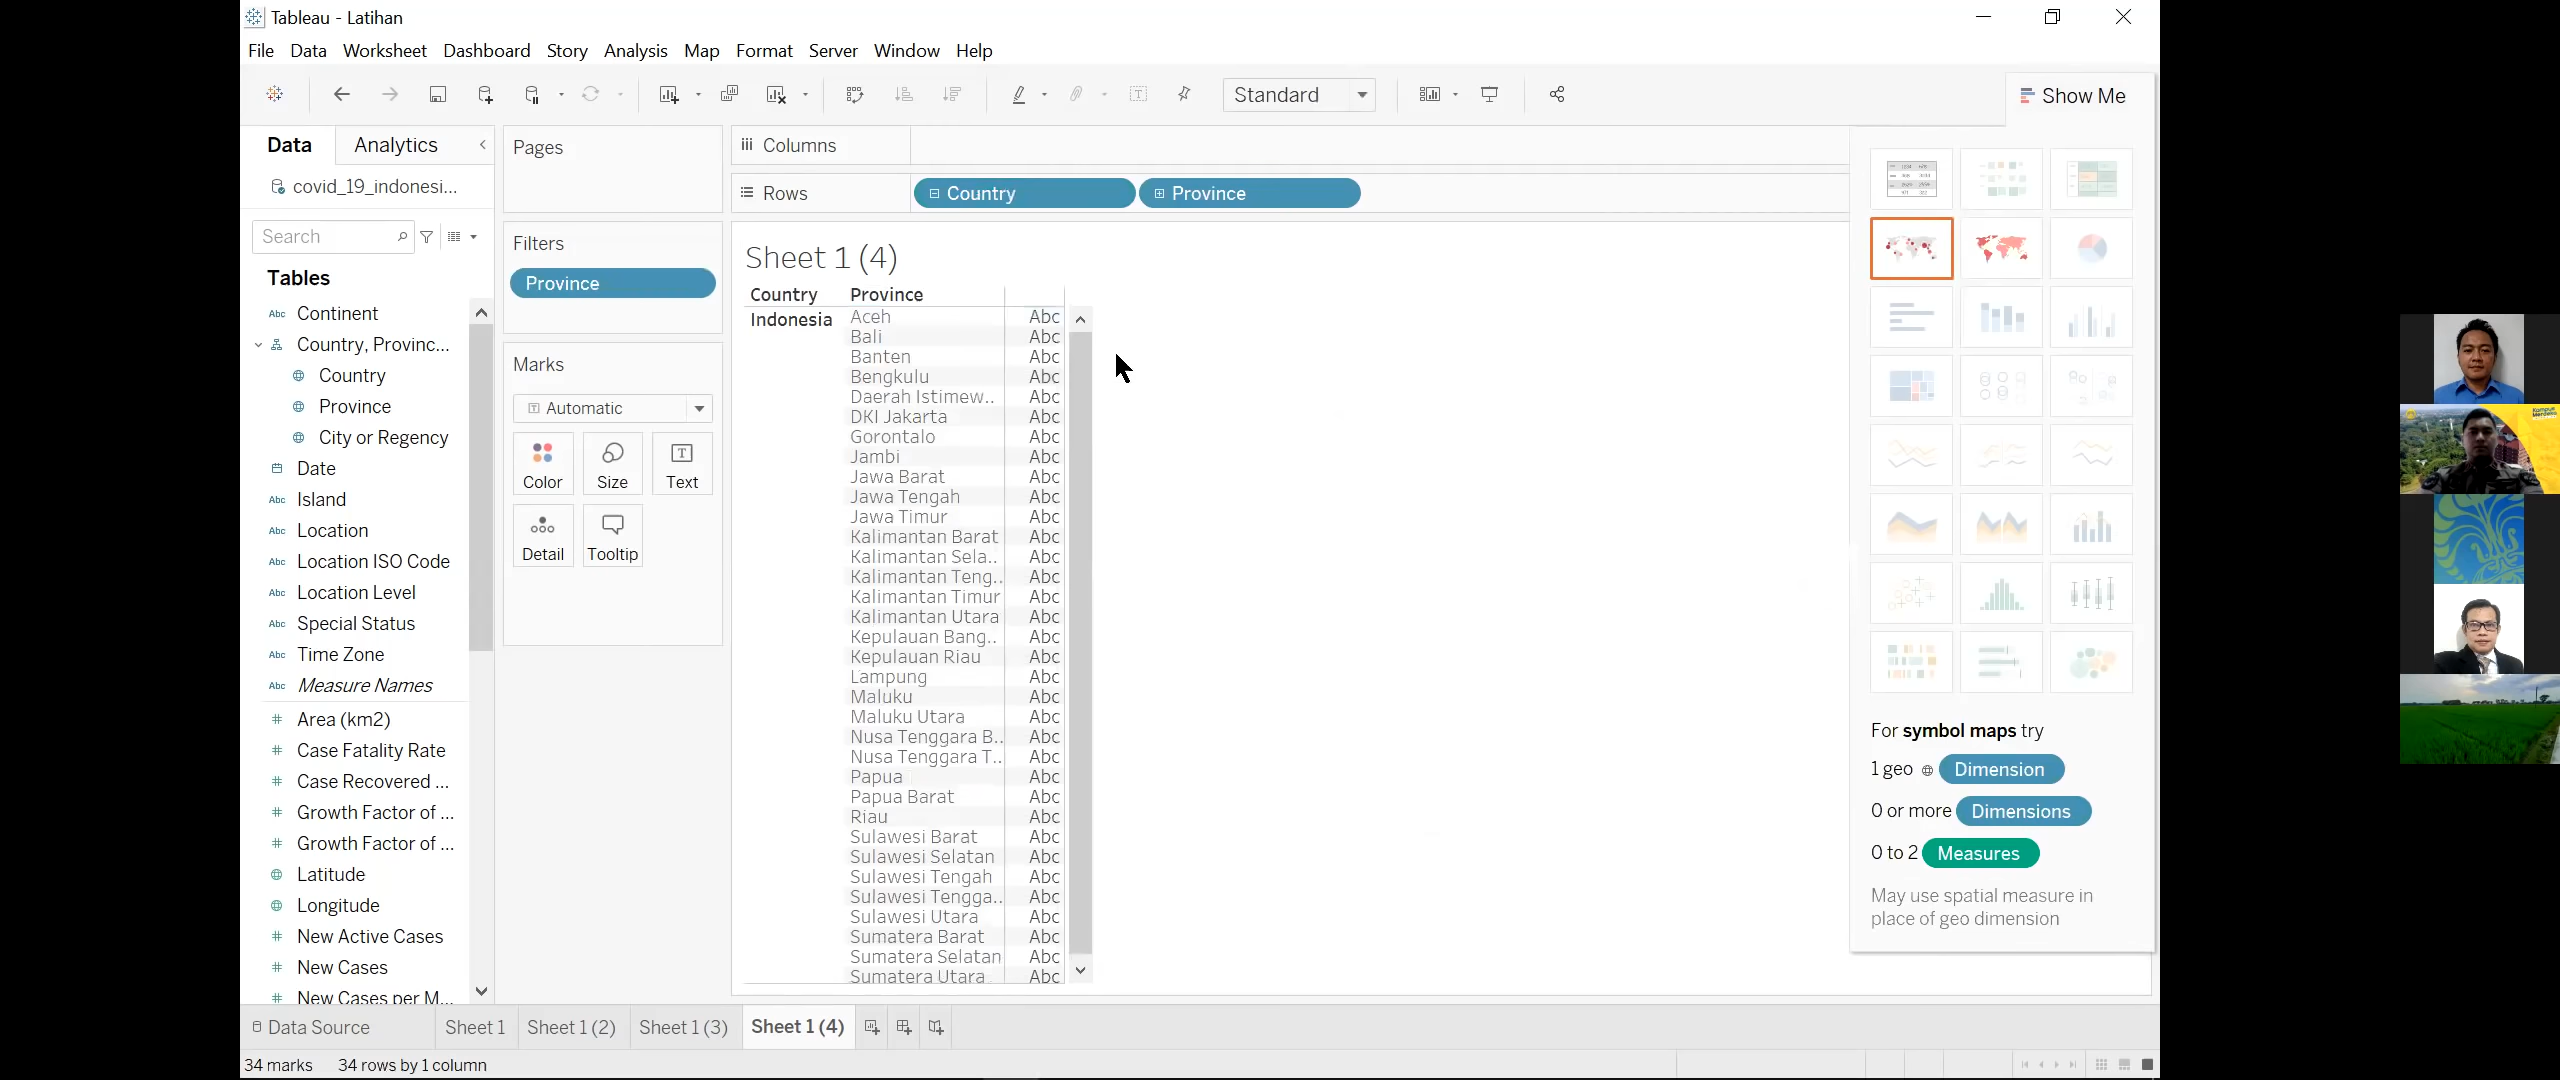 Tableau - Latihan
File Data Worksheet Dashboard Story Analysis Map Format Server Window Help
Standard
Show Me
Data Analytics
covid_19_indonesi...
Search
Tables
Continent
Country, Provinc...
Country
Province
City or Regency
Date
Island
Location
Location ISO Code
Location Level
Special Status
Time Zone
Measure Names
Area (km2)
Case Fatality Rate
Case Recovered ...
Growth Factor of ...
Growth Factor of ...
Latitude
Longitude
New Active Cases
New Cases
New Cases per M...
Pages
Filters
Province
Marks
Automatic
Color Size Text
Detail Tooltip
Columns
Rows Country Province
Sheet 1 (4)
Country Province
Indonesia Aceh Abc
Bali Abc
Banten Abc
Bengkulu Abc
Daerah Istimew.. Abc
DKI Jakarta Abc
Gorontalo Abc
Jambi Abc
Jawa Barat Abc
Jawa Tengah Abc
Jawa Timur Abc
Kalimantan Barat Abc
Kalimantan Sela.. Abc
Kalimantan Teng.. Abc
Kalimantan Timur Abc
Kalimantan Utara Abc
Kepulauan Bang.. Abc
Kepulauan Riau Abc
Lampung Abc
Maluku Abc
Maluku Utara Abc
Nusa Tenggara B.. Abc
Nusa Tenggara T.. Abc
Papua Abc
Papua Barat Abc
Riau Abc
Sulawesi Barat Abc
Sulawesi Selatan Abc
Sulawesi Tengah Abc
Sulawesi Tengga.. Abc
Sulawesi Utara Abc
Sumatera Barat Abc
Sumatera Selatan Abc
Sumatera Utara Abc
For symbol maps try
1 geo Dimension
0 or more Dimensions
0 to 2 Measures
May use spatial measure in
place of geo dimension
Data Source Sheet 1 Sheet 1 (2) Sheet 1 (3) Sheet 1 (4)
34 marks 34 rows by 1 column